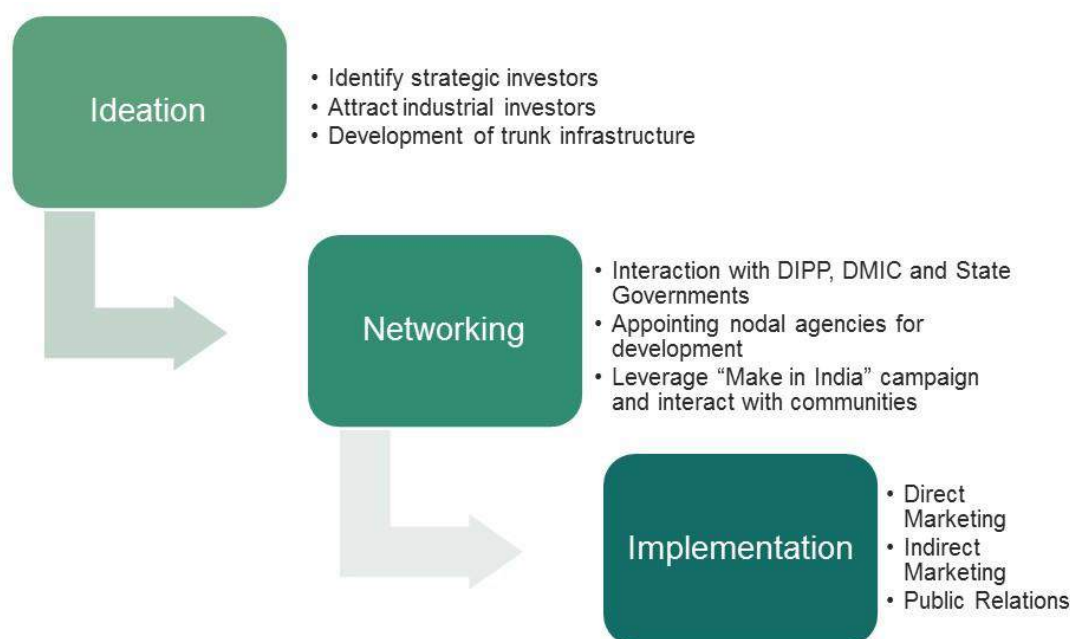 Ideation
• Identify strategic investors
• Attract industrial investors
• Development of trunk infrastructure
Networking
• Interaction with DIPP, DMIC and State
Governments
• Appointing nodal agencies for
development
• Leverage “Make in India” campaign
and interact with communities
Implementation
• Direct
Marketing
• Indirect
Marketing
• Public Relations